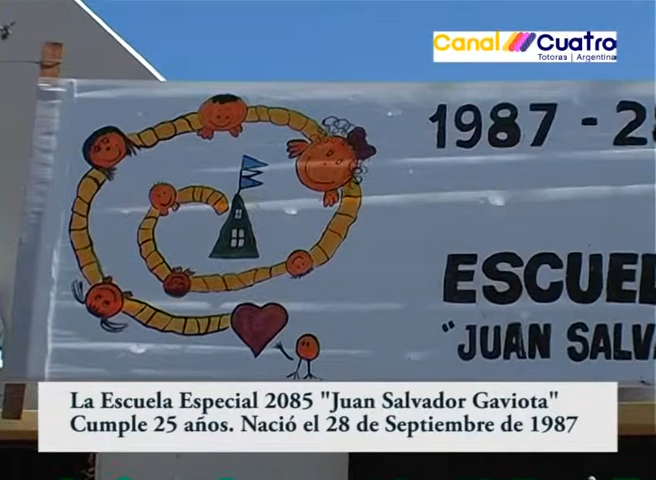 Canal Cuatro
Totoras | Argentina
1987 - 2
ESCUEL
"JUAN SALV
La Escuela Especial 2085 "Juan Salvador Gaviota"
Cumple 25 años. Nació el 28 de Septiembre de 1987